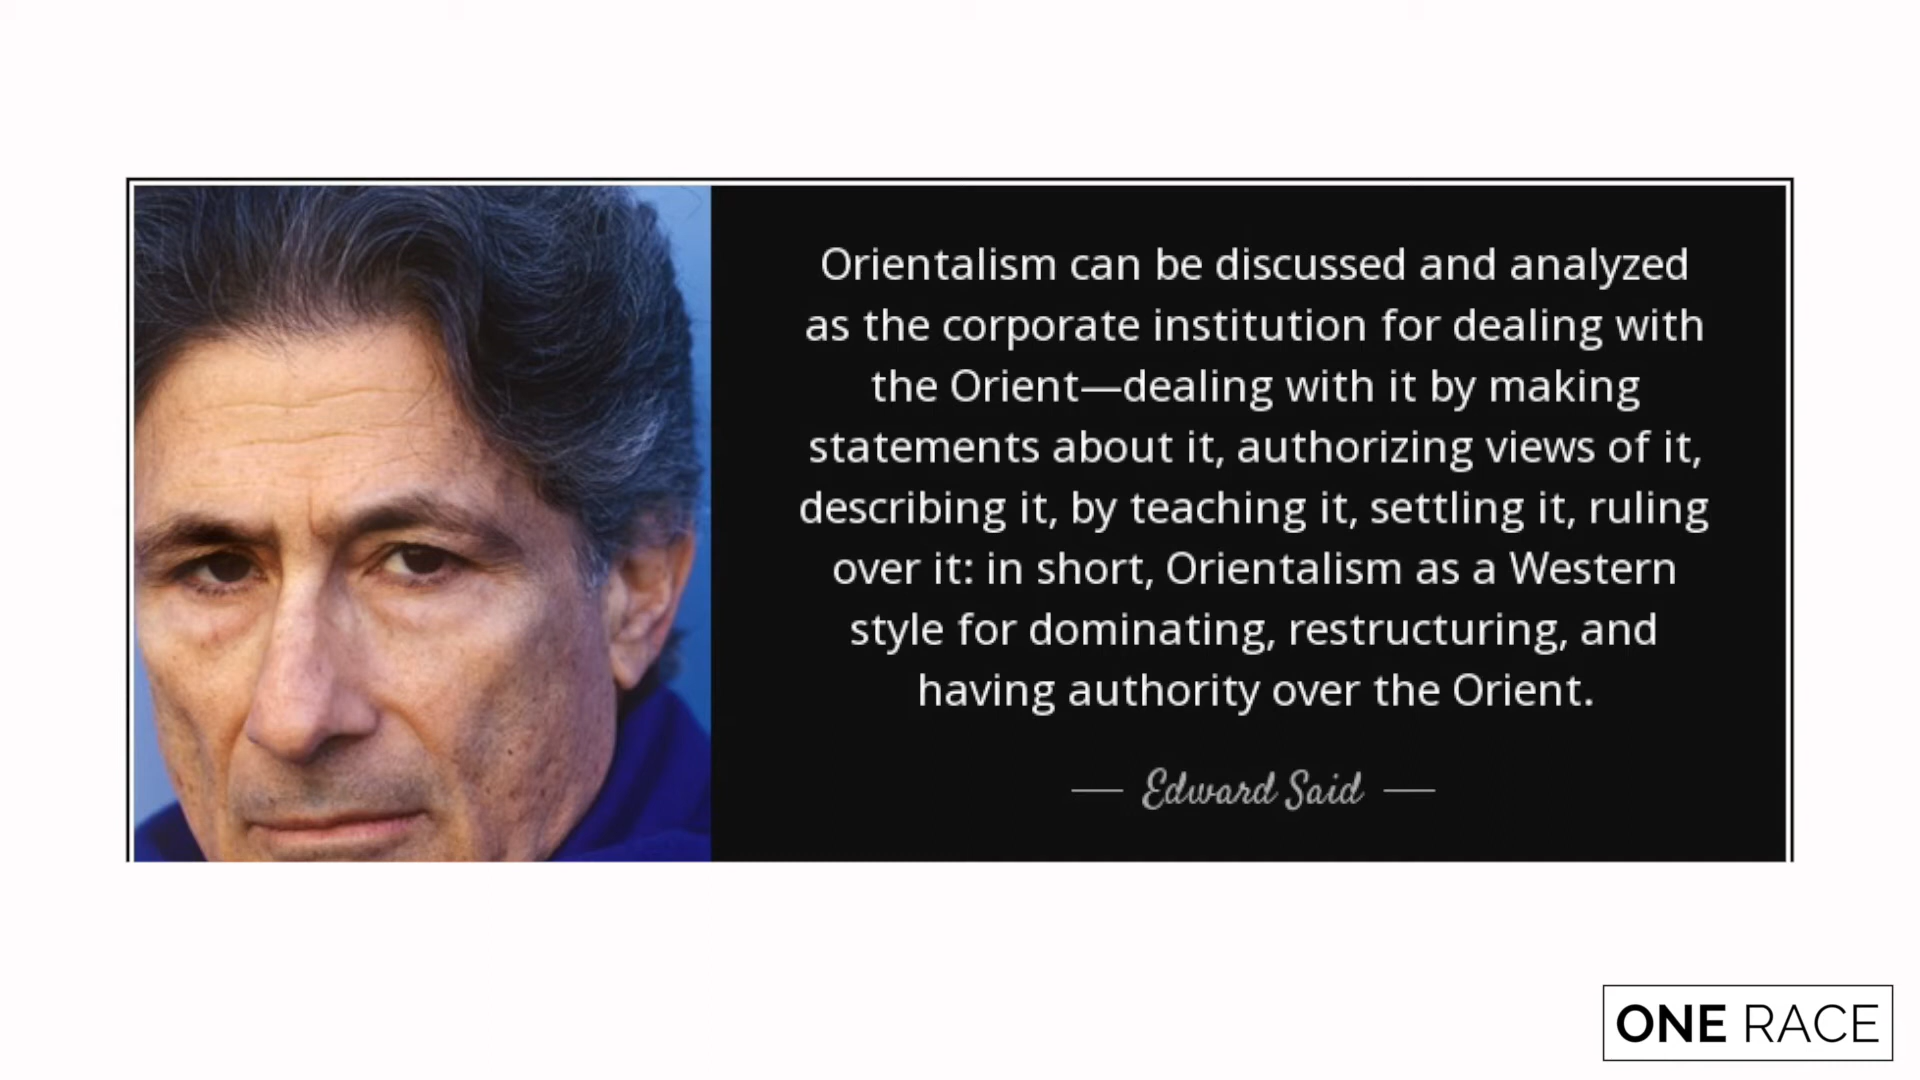 Orientalism can be discussed and analyzed
as the corporate institution for dealing with
the Orient—dealing with it by making
statements about it, authorizing views of it,
describing it, by teaching it, settling it, ruling
over it: in short, Orientalism as a Western
style for dominating, restructuring, and
having authority over the Orient.
Edward Said
ONE RACE